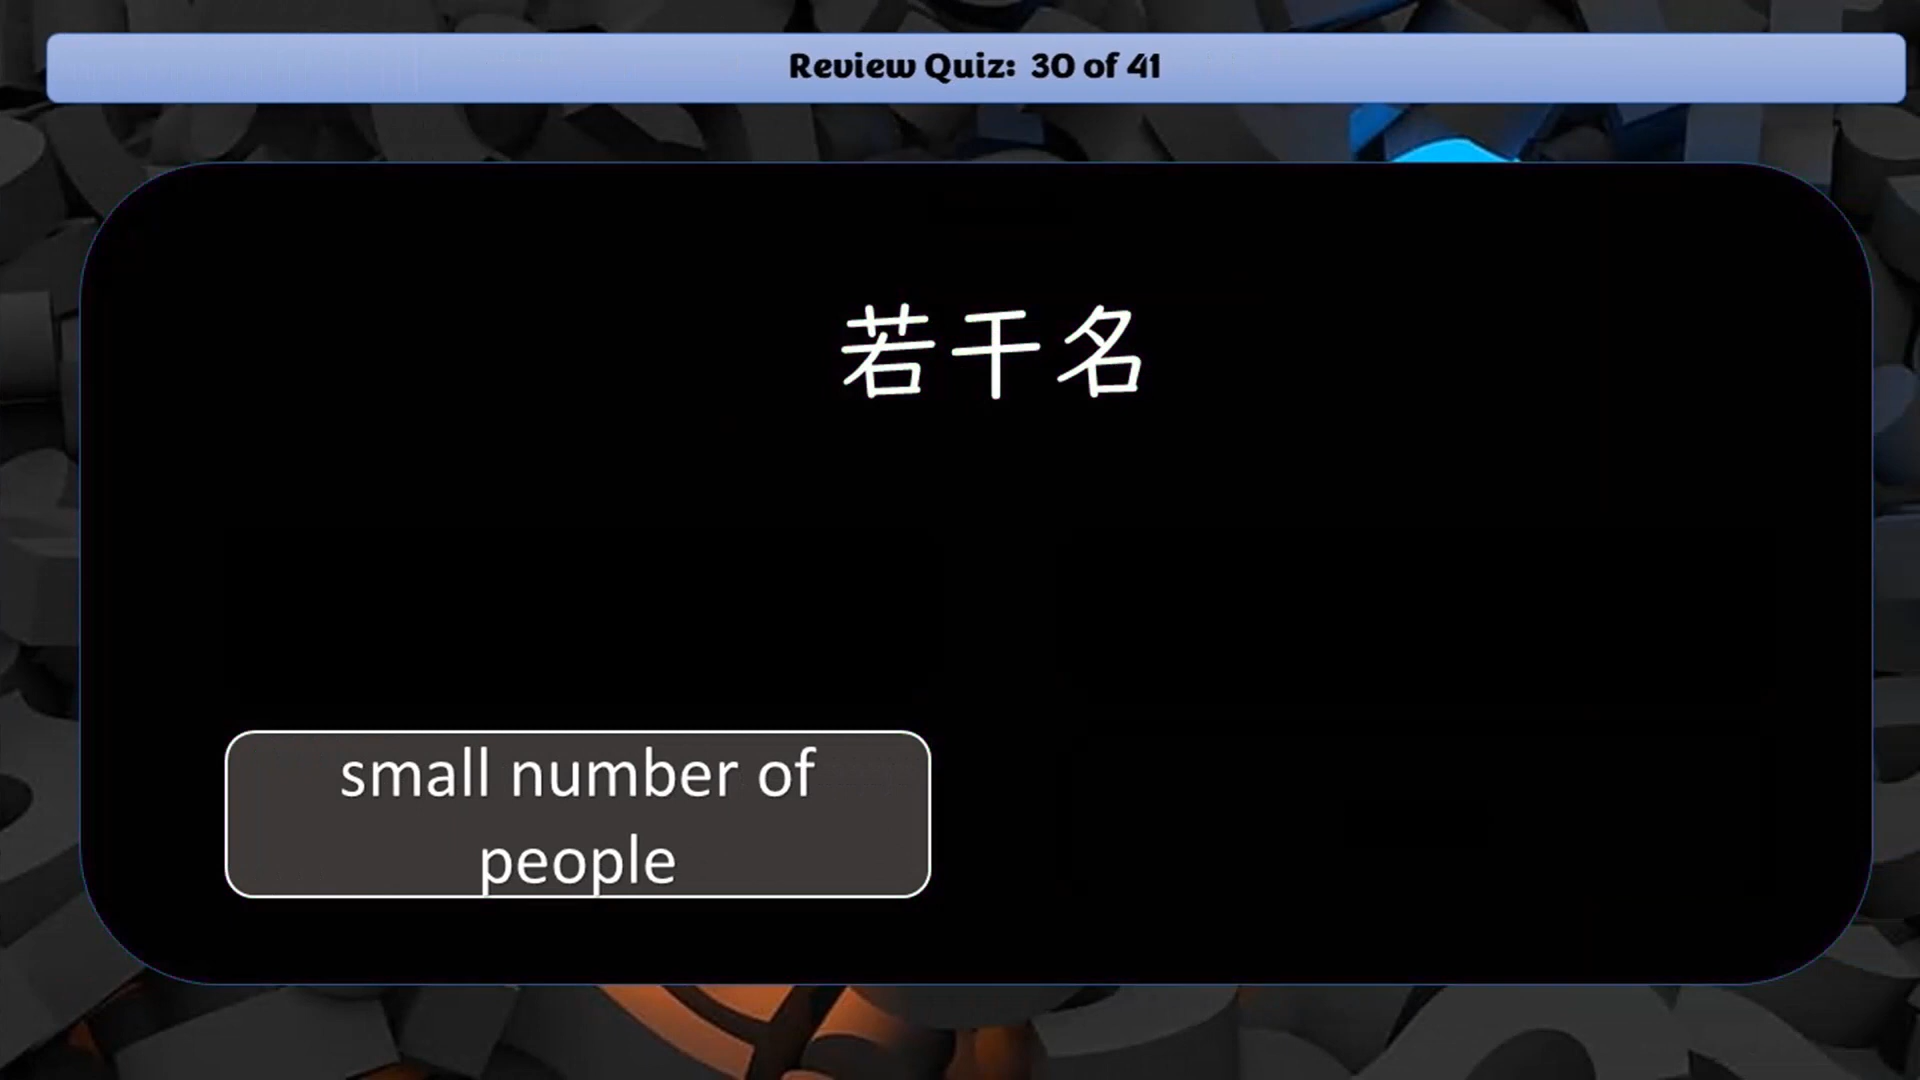 Review Quiz: 30 of 41
若干名
small number of
people